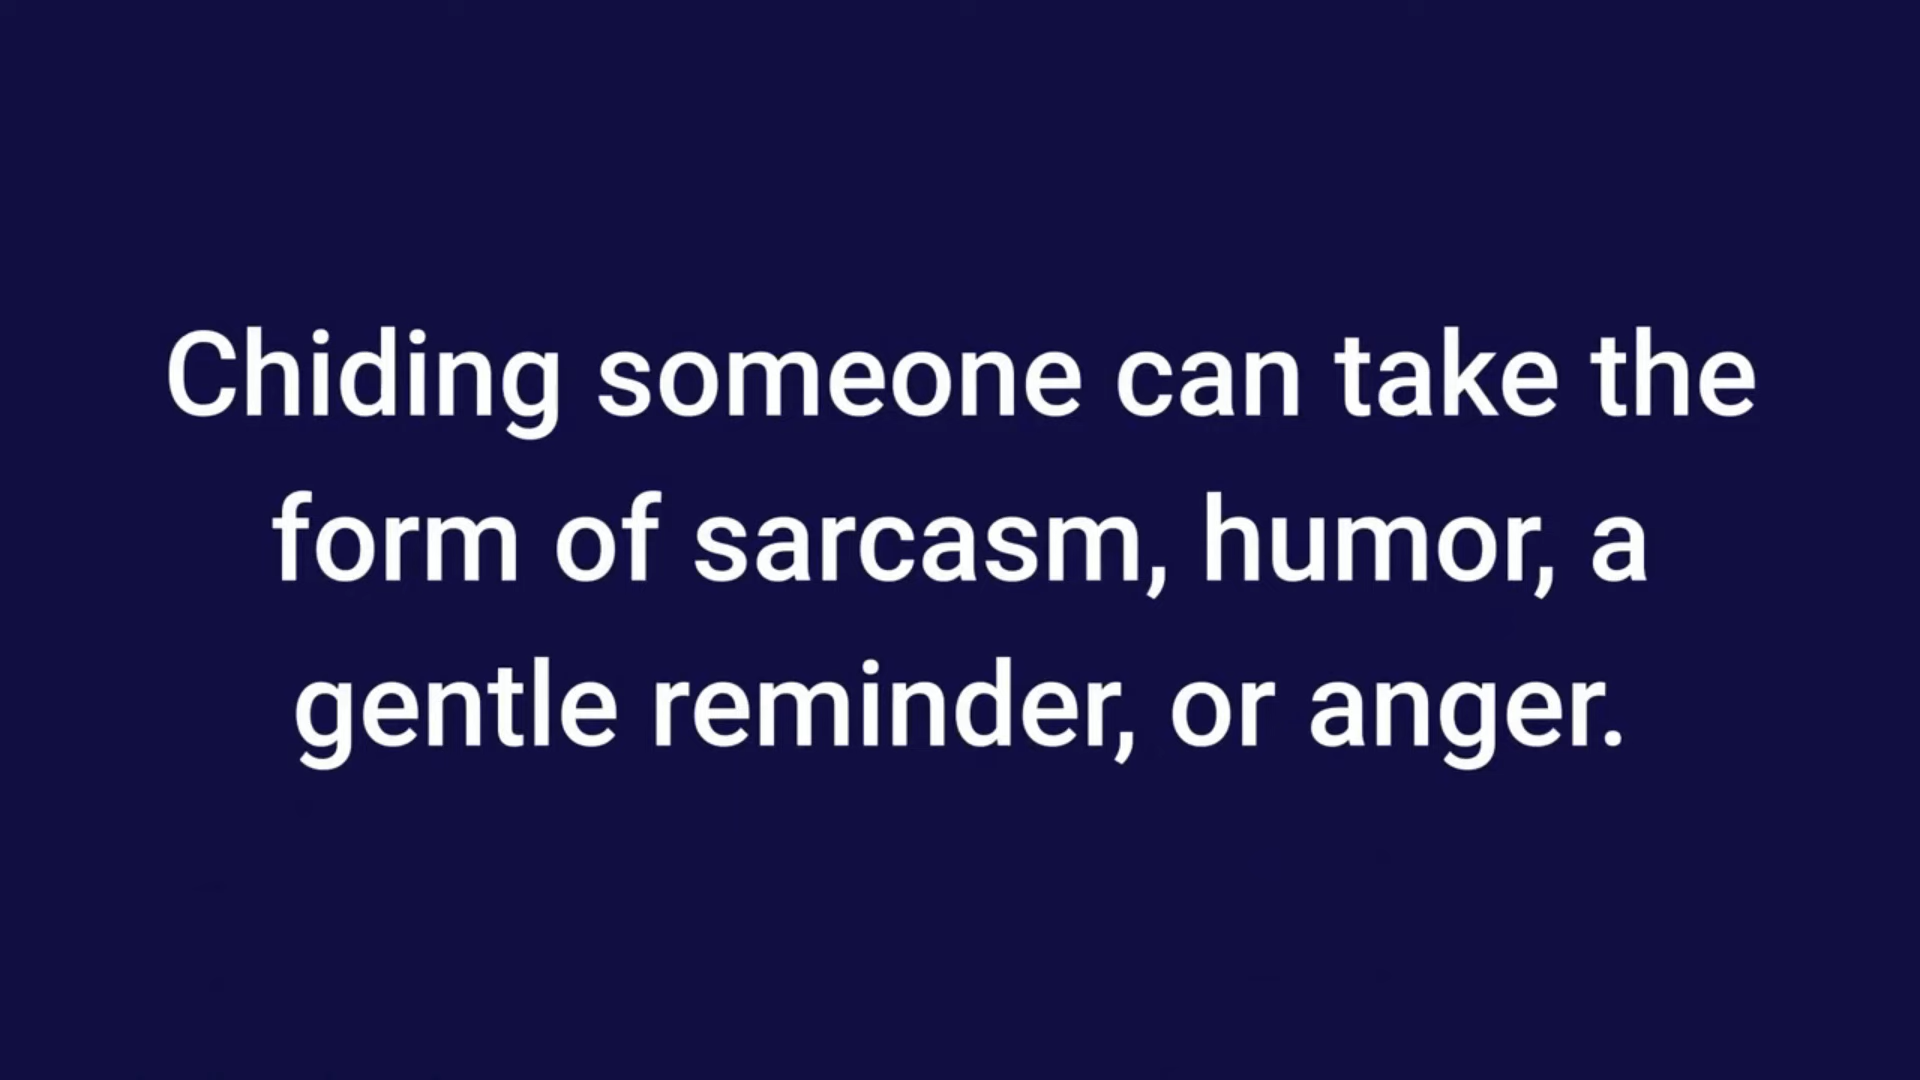 Chiding someone can take the
form of sarcasm, humor, a
gentle reminder, or anger.